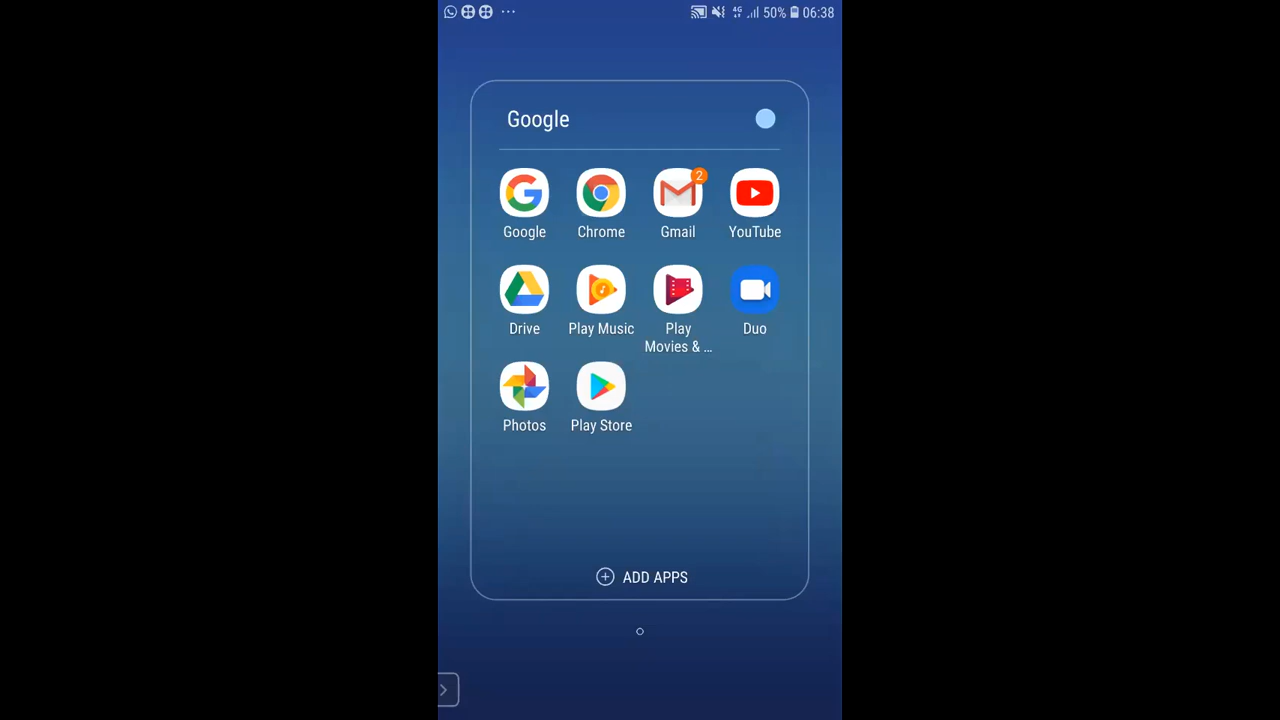 4G 50% 06:38
Google
2
Google Chrome Gmail YouTube
Drive Play Music Play Duo
Movies & ...
Photos Play Store
ADD APPS